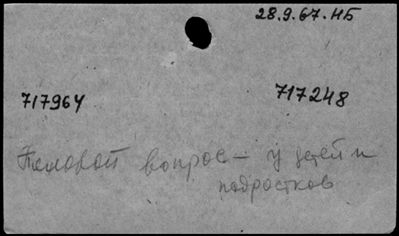 28.9.67. НБ
717964 717248
Половой вопрос – у детей и
подростков